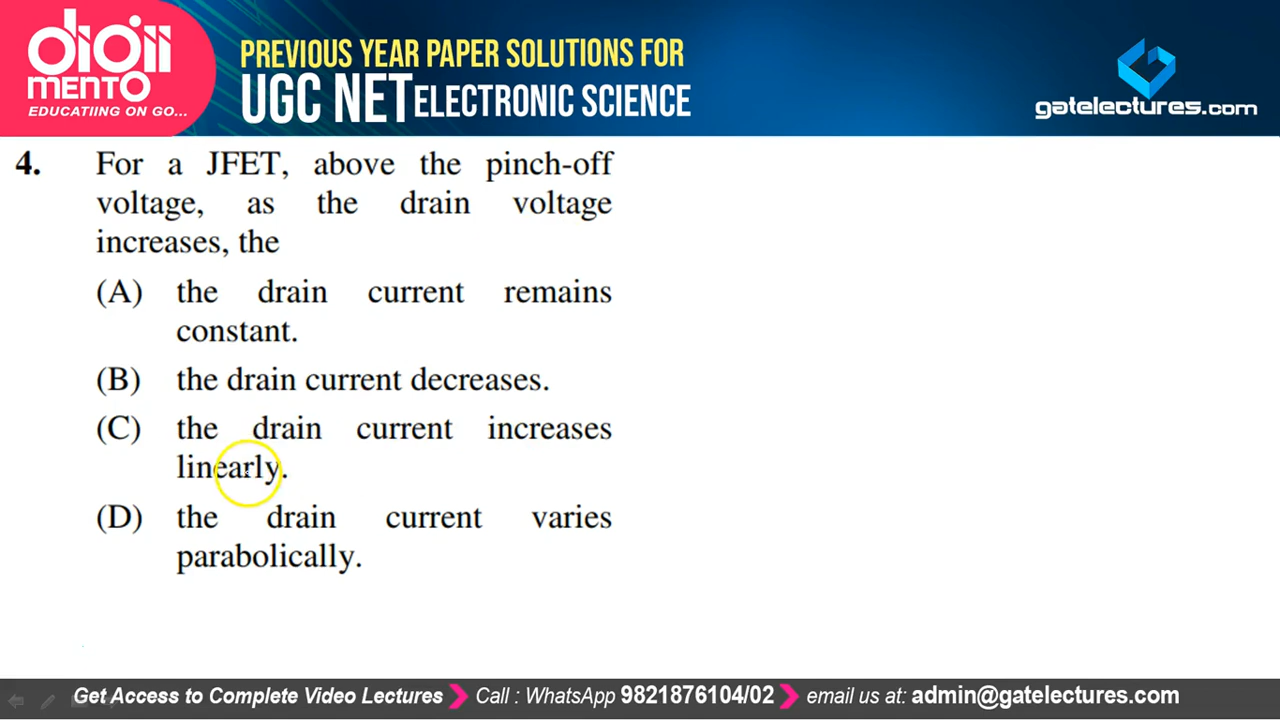 dioii
MENTO
EDUCATIING ON GO...
PREVIOUS YEAR PAPER SOLUTIONS FOR
UGC NET ELECTRONIC SCIENCE
gatelectures.com
4. For a JFET, above the pinch-off
voltage, as the drain voltage
increases, the
(A) the drain current remains
constant.
(B) the drain current decreases.
(C) the drain current increases
linearly.
(D) the drain current varies
parabolically.
Get Access to Complete Video Lectures Call : WhatsApp 9821876104/02 email us at: admin@gatelectures.com